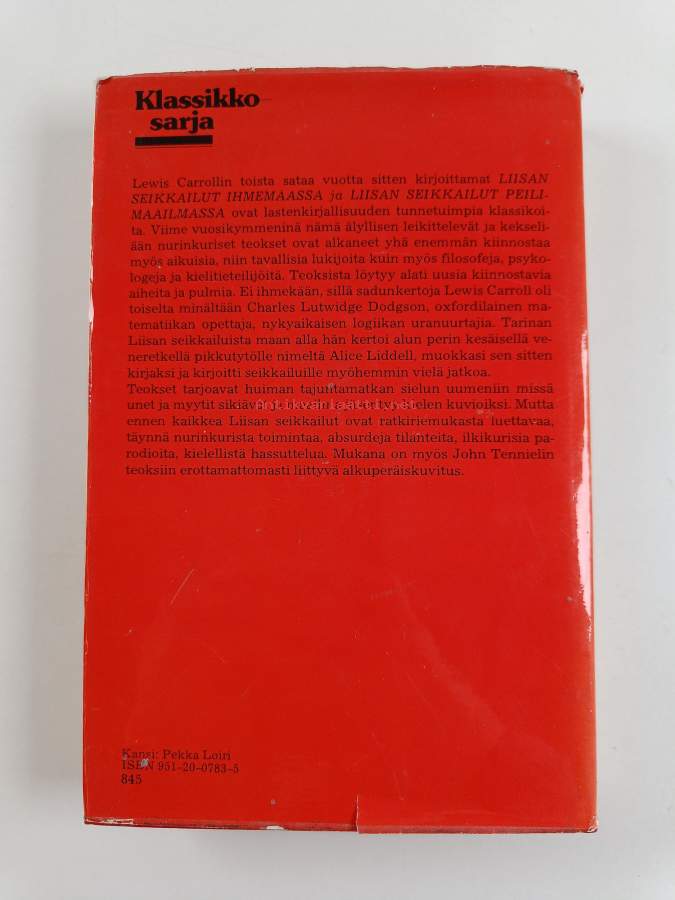 Klassikko-
sarja
Lewis Carrollin toista sataa vuotta sitten kirjoittamat LIISAN
SEIKKAILUT IHMEMAASSA ja LIISAN SEIKKAILUT PEILI-
MAAILMASSA ovat lastenkirjallisuuden tunnetuimpia klassikoi-
ta. Viime vuosikymmeninä nämä älyllisen leikittelevät ja kekseli-
ään nurinkuriset teokset ovat alkaneet yhä enemmän kiinnostaa
myös aikuisia, niin tavallisia lukijoita kuin myös filosofeja, psyko-
logeja ja kielitieteilijöitä. Teoksista löytyy alati uusia kiinnostavia
aiheita ja pulmia. Ei ihmekään, sillä sadunkertoja Lewis Carroll oli
toiselta minältään Charles Lutwidge Dodgson, oxfordilainen ma-
tematiikan opettaja, nykyaikaisen logiikan uranuurtajia. Tarinan
Liisan seikkailuista maan alla hän kertoi alun perin kesäisellä ve-
neretkellä pikkutytölle nimeltä Alice Liddell, muokkasi sen sitten
kirjaksi ja kirjoitti seikkailuille myöhemmin vielä jatkoa.
Teokset tarjoavat huiman tajuntamatkan sielun uumeniin missä
unet ja myytit sikiävät ja mielen kuvioiksi. Mutta
ennen kaikkea Liisan seikkailut ovat ratkiriemukasta luettavaa,
täynnä nurinkurista toimintaa, absurdeja tilanteita, ilkikurisia pa-
rodioita, kielellistä hassuttelua. Mukana on myös John Tennielin
teoksiin erottamattomasti liittyvä alkuperäiskuvitus.
Kansi: Pekka Loiri
ISBN 951-20-0783-5
845